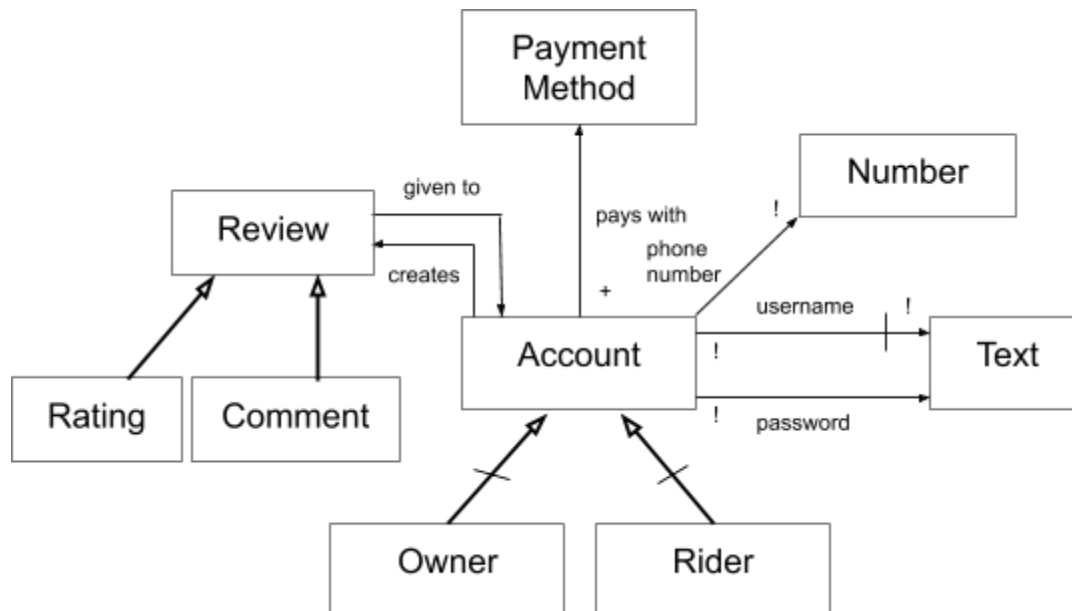 Payment
Method
Number
!
given to
pays with
Review
phone
number
creates
+
username
!
Account
!
Text
!
password
Rating
Comment
Owner
Rider